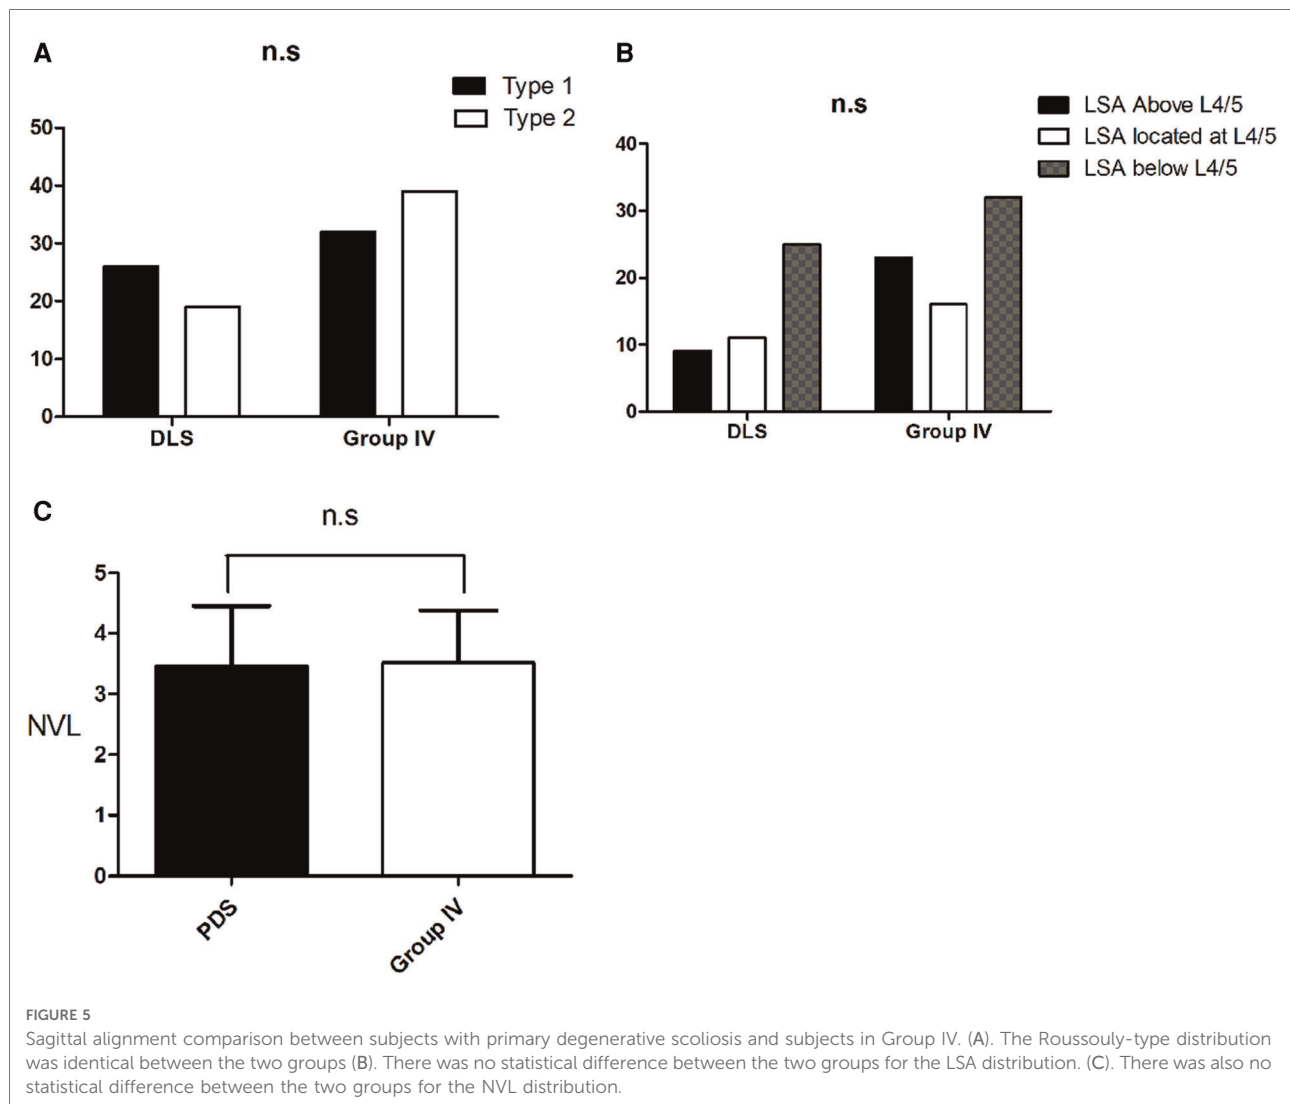 A
n.s
Type 1
Type 2
50
40
30
20
10
0
DLS
Group IV
B
n.s
LSA Above L4/5
LSA located at L4/5
LSA below L4/5
40
30
20
10
0
DLS
Group IV
C
n.s
5
4
3
2
1
0
NVL
PDS
Group IV
FIGURE 5
Sagittal alignment comparison between subjects with primary degenerative scoliosis and subjects in Group IV. (A). The Roussouly-type distribution
was identical between the two groups (B). There was no statistical difference between the two groups for the LSA distribution. (C). There was also no
statistical difference between the two groups for the NVL distribution.